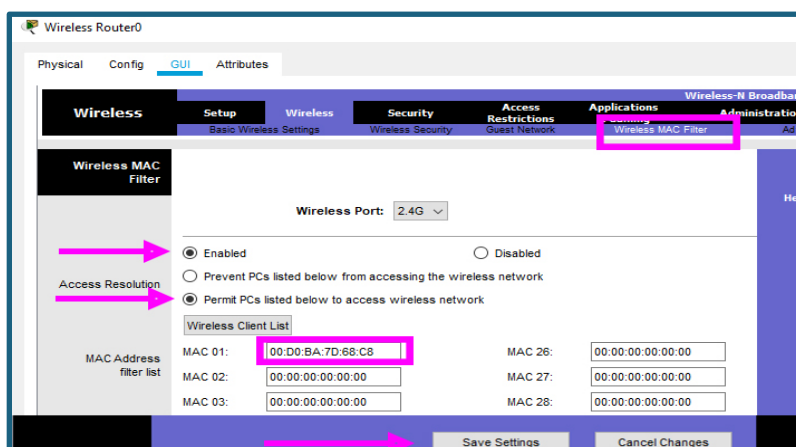 Wireless Router0
Physical Config GUI Attributes
Wireless-N Broadban
Wireless Setup Wireless Security Access Restrictions Applications Administratio
Basic Wireless Settings Wireless Security Guest Network Wireless MAC Filter Ad
Wireless MAC Filter
He
Wireless Port: 2.4G
Enabled Disabled
Prevent PCs listed below from accessing the wireless network
Access Resolution
Permit PCs listed below to access wireless network
Wireless Client List
MAC Address filter list
MAC 01: 00:D0:BA:7D:68:C8 MAC 26: 00:00:00:00:00:00
MAC 02: 00:00:00:00:00:00 MAC 27: 00:00:00:00:00:00
MAC 03: 00:00:00:00:00:00 MAC 28: 00:00:00:00:00:00
Save Settings Cancel Changes